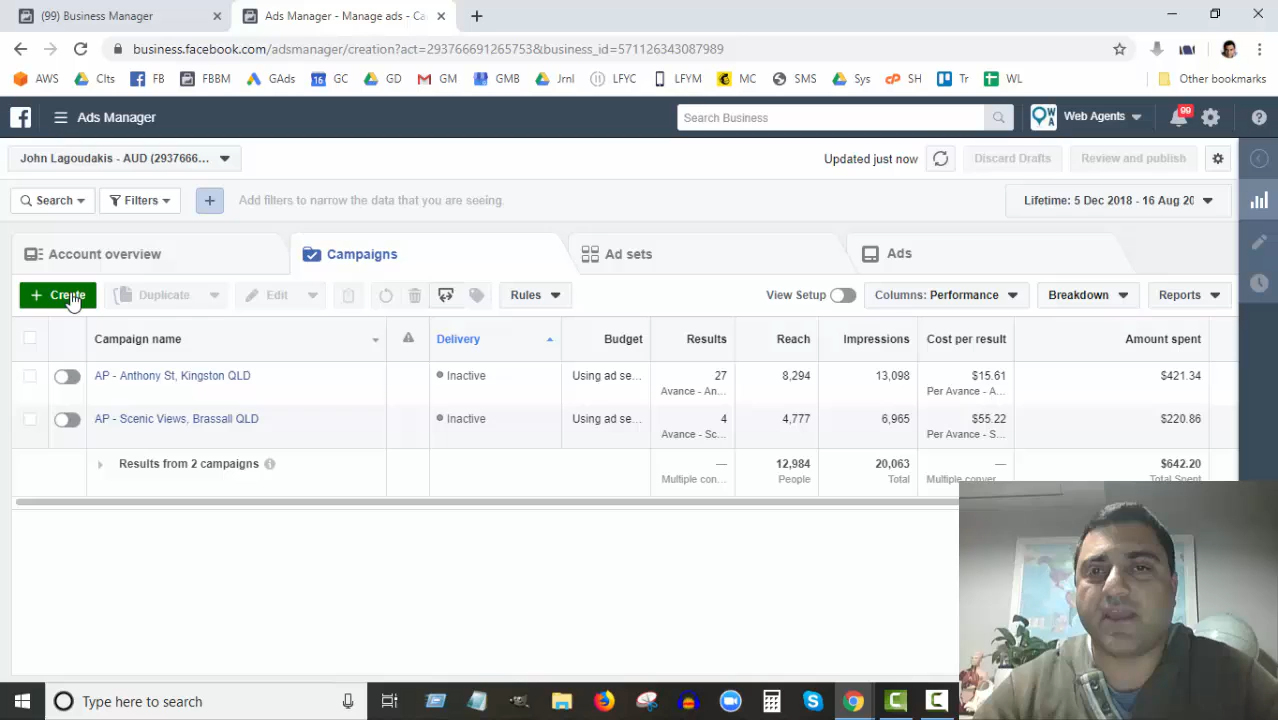 (99) Business Manager
Ads Manager - Manage ads - Ca
business.facebook.com/adsmanager/creation?act=293766691265753&business_id=571126343087989
AWS
Clts
FB
FBBM
GAds
16
GC
GD
GM
GMB
Jrnl
LFYC
LFYM
MC
SMS
Sys
SH
Tr
WL
Other bookmarks
Ads Manager
Search Business
Web Agents
99
John Lagoudakis - AUD (2937666...
Updated just now
Discard Drafts
Review and publish
Search
Filters
Add filters to narrow the data that you are seeing.
Lifetime: 5 Dec 2018 - 16 Aug 20
Account overview
Campaigns
Ad sets
Ads
+ Create
Duplicate
Edit
Rules
View Setup
Columns: Performance
Breakdown
Reports
Campaign name
Delivery
Budget
Results
Reach
Impressions
Cost per result
Amount spent
AP - Anthony St, Kingston QLD
Inactive
Using ad se...
27
8,294
13,098
$15.61
$421.34
Avance - An...
Per Avance - A...
AP - Scenic Views, Brassall QLD
Inactive
Using ad se...
4
4,777
6,965
$55.22
$220.86
Avance - Sc...
Per Avance - S...
Results from 2 campaigns
—
12,984
20,063
—
$642.20
Multiple con...
People
Total
Multiple conver...
Total Spent
Type here to search